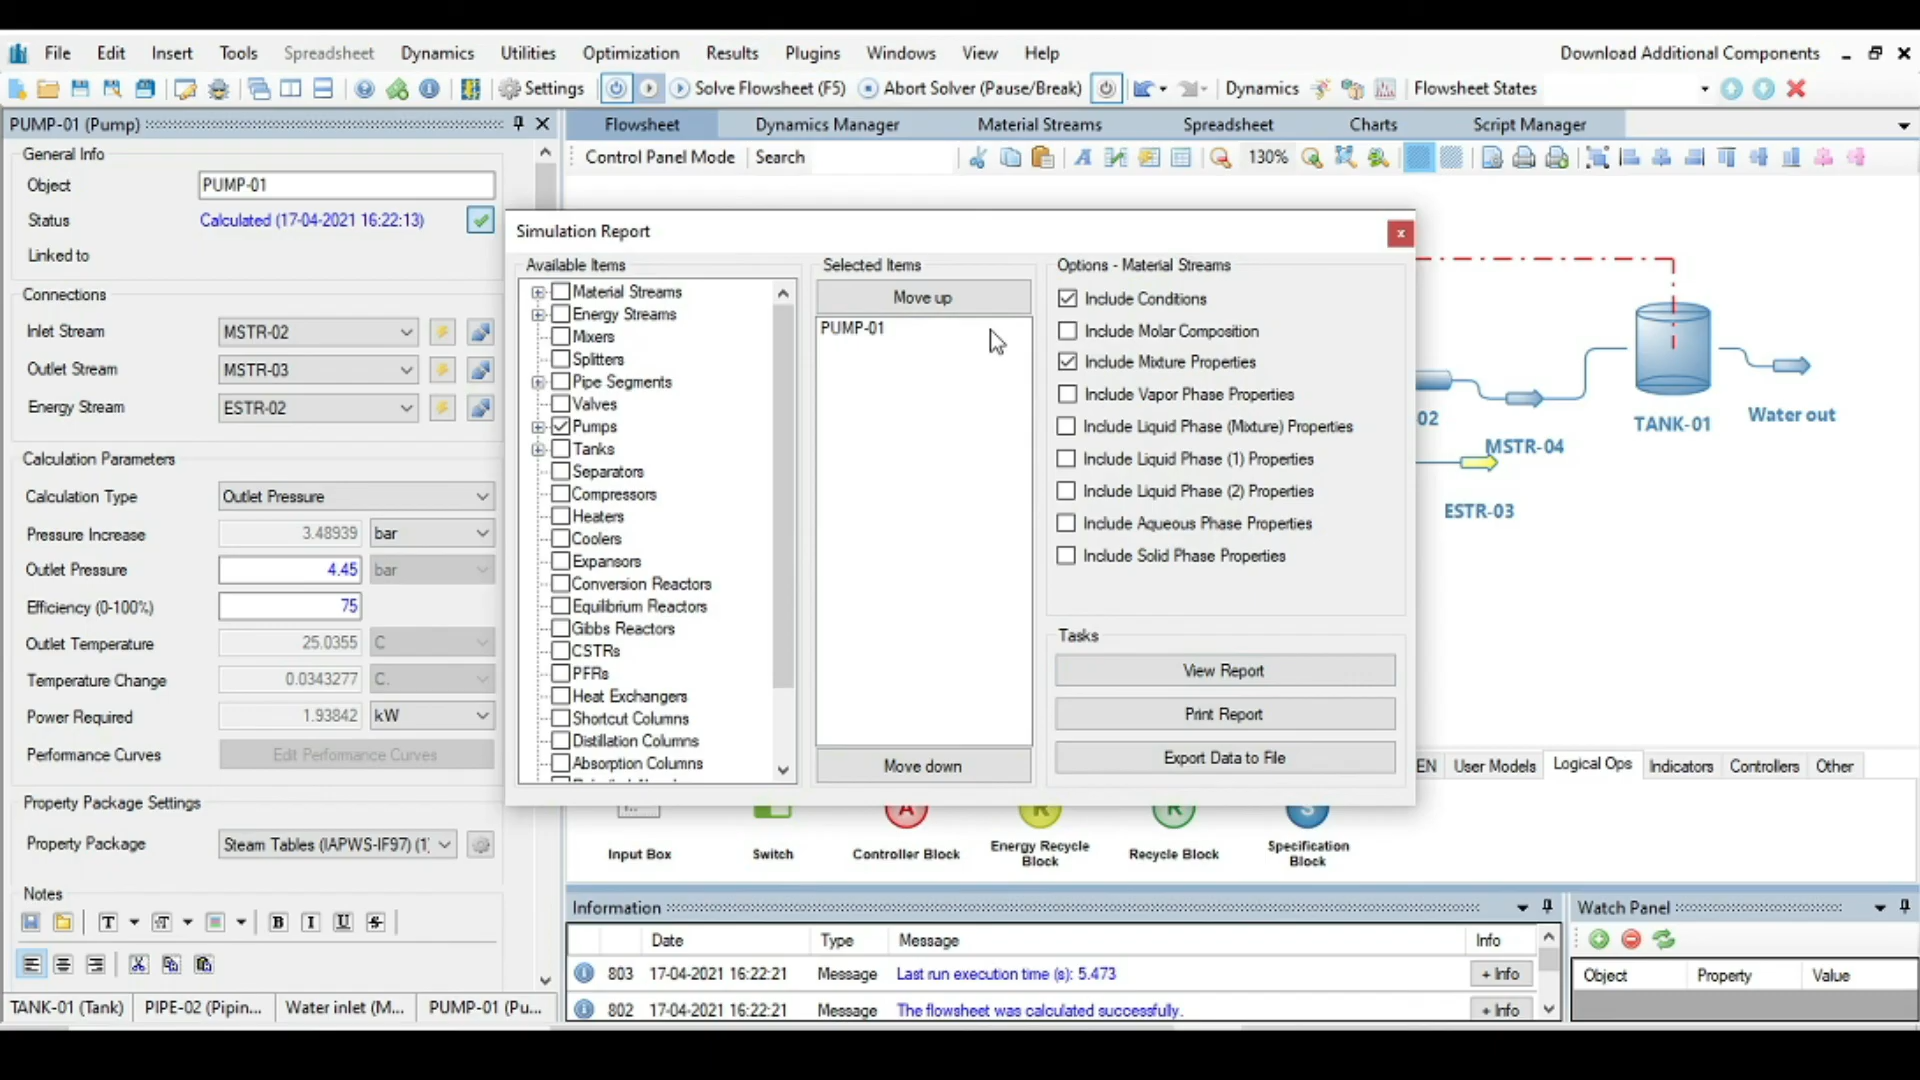 File Edit Insert Tools Spreadsheet Dynamics Utilities Optimization Results Plugins Windows View Help Download Additional Components
Settings Solve Flowsheet (F5) Abort Solver (Pause/Break) Dynamics Flowsheet States
PUMP-01 (Pump)
General Info
Object PUMP-01
Status Calculated (17-04-2021 16:22:13)
Linked to
Connections
Inlet Stream MSTR-02
Outlet Stream MSTR-03
Energy Stream ESTR-02
Calculation Parameters
Calculation Type Outlet Pressure
Pressure Increase 3.48939 bar
Outlet Pressure 4.45 bar
Efficiency (0-100%) 75
Outlet Temperature 25.0355 C
Temperature Change 0.0343277 C.
Power Required 1.93842 kW
Performance Curves Edit Performance Curves
Property Package Settings
Property Package Steam Tables (IAPWS-IF97) (1)
Notes
TANK-01 (Tank) PIPE-02 (Pipin... Water inlet (M... PUMP-01 (Pu...
Flowsheet Dynamics Manager Material Streams Spreadsheet Charts Script Manager
Control Panel Mode Search 130%
Simulation Report
Available Items
Material Streams
Energy Streams
Mixers
Splitters
Pipe Segments
Valves
Pumps
Tanks
Separators
Compressors
Heaters
Coolers
Expansors
Conversion Reactors
Equilibrium Reactors
Gibbs Reactors
CSTRs
PFRs
Heat Exchangers
Shortcut Columns
Distillation Columns
Absorption Columns
Selected Items
Move up
PUMP-01
Move down
Options - Material Streams
Include Conditions
Include Molar Composition
Include Mixture Properties
Include Vapor Phase Properties
Include Liquid Phase (Mixture) Properties
Include Liquid Phase (1) Properties
Include Liquid Phase (2) Properties
Include Aqueous Phase Properties
Include Solid Phase Properties
Tasks
View Report
Print Report
Export Data to File
02
MSTR-04
TANK-01
Water out
ESTR-03
EN User Models Logical Ops Indicators Controllers Other
Input Box
Switch
Controller Block
Energy Recycle
Block
Recycle Block
Specification
Block
Information
Date Type Message Info
803 17-04-2021 16:22:21 Message Last run execution time (s): 5.473 + Info
802 17-04-2021 16:22:21 Message The flowsheet was calculated successfully. + Info
Watch Panel
Object Property Value